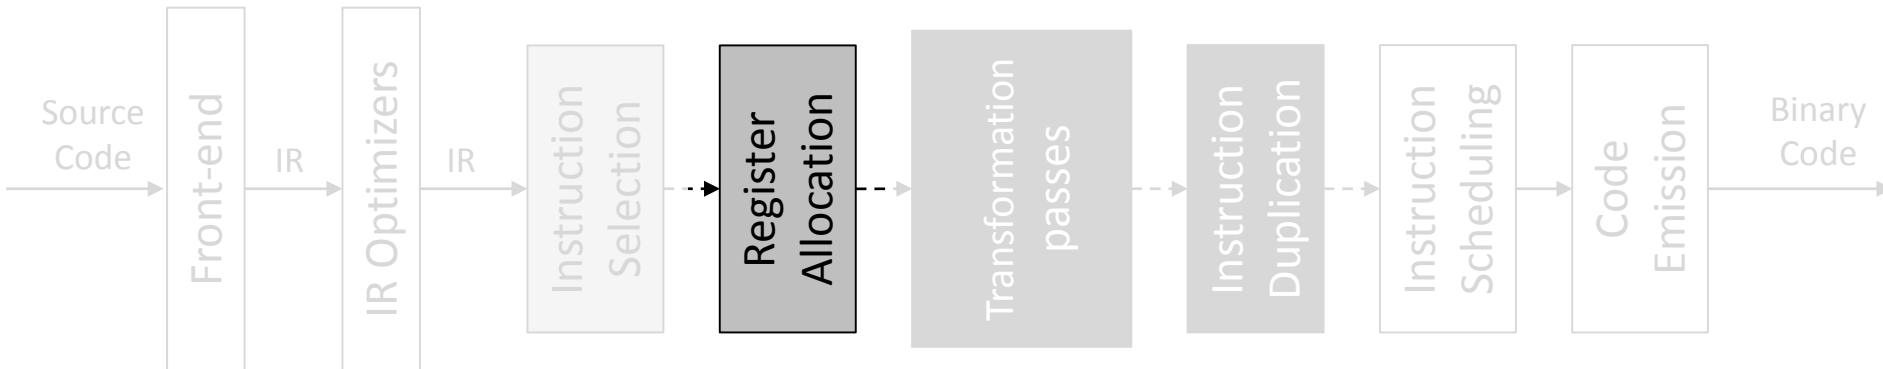 Source
Code
Front-end
IR
IR Optimizers
IR
Instruction
Selection
Register
Allocation
Transformation
passes
Instruction
Duplication
Instruction
Scheduling
Code
Emission
Binary
Code